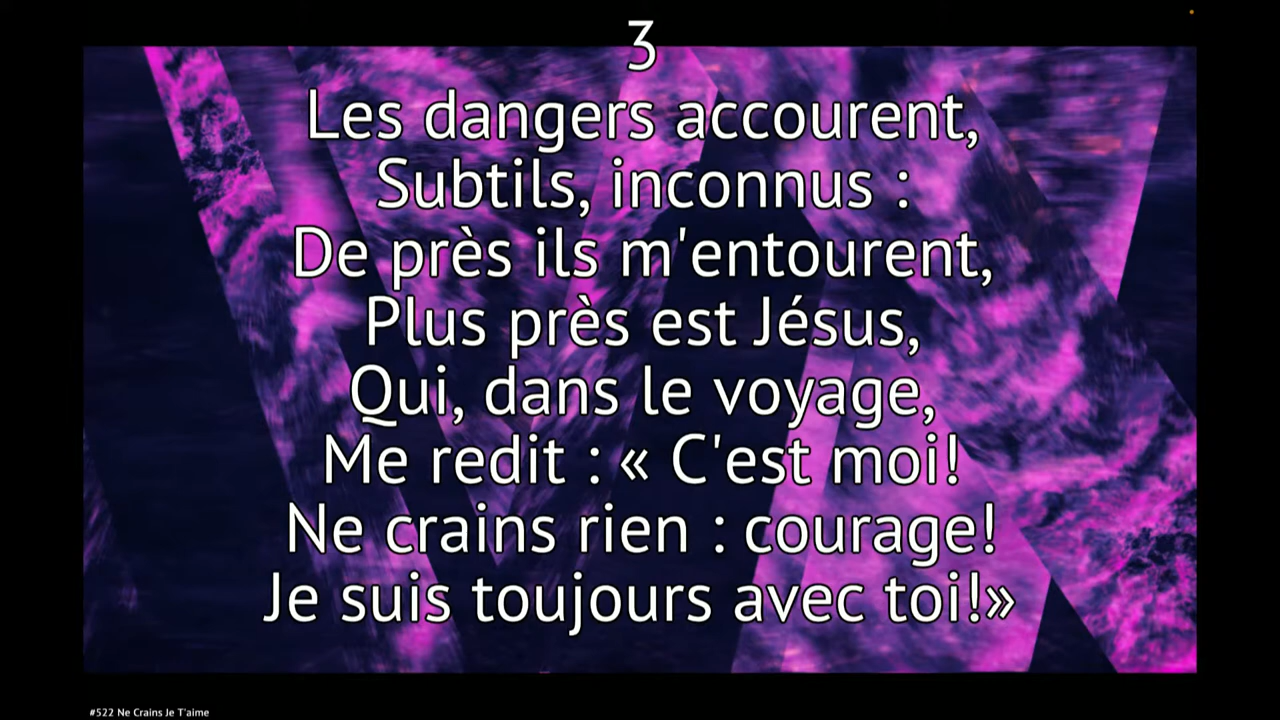 3
Les dangers accourent,
Subtils, inconnus :
De près ils m'entourent,
Plus près est Jésus,
Qui, dans le voyage,
Me redit : « C'est moi!
Ne crains rien : courage!
Je suis toujours avec toi!»
#522 Ne Crains Je T'aime